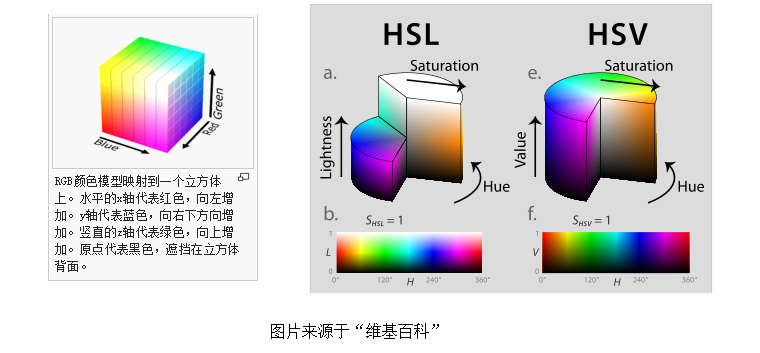 Green
Red
Blue
RGB颜色模型映射到一个立方体
上。水平的x轴代表红色，向左增
加。y轴代表蓝色，向右下方向增
加。竖直的z轴代表绿色，向上增
加。原点代表黑色，遮挡在立方体
背面。
HSL
HSV
a.
Saturation
Lightness
Hue
e.
Saturation
Value
Hue
b.
S HSL = 1
1
L
0
0°
120°
H
240°
360°
f.
S HSV = 1
1
V
0
0°
120°
H
240°
360°
图片来源于“维基百科”